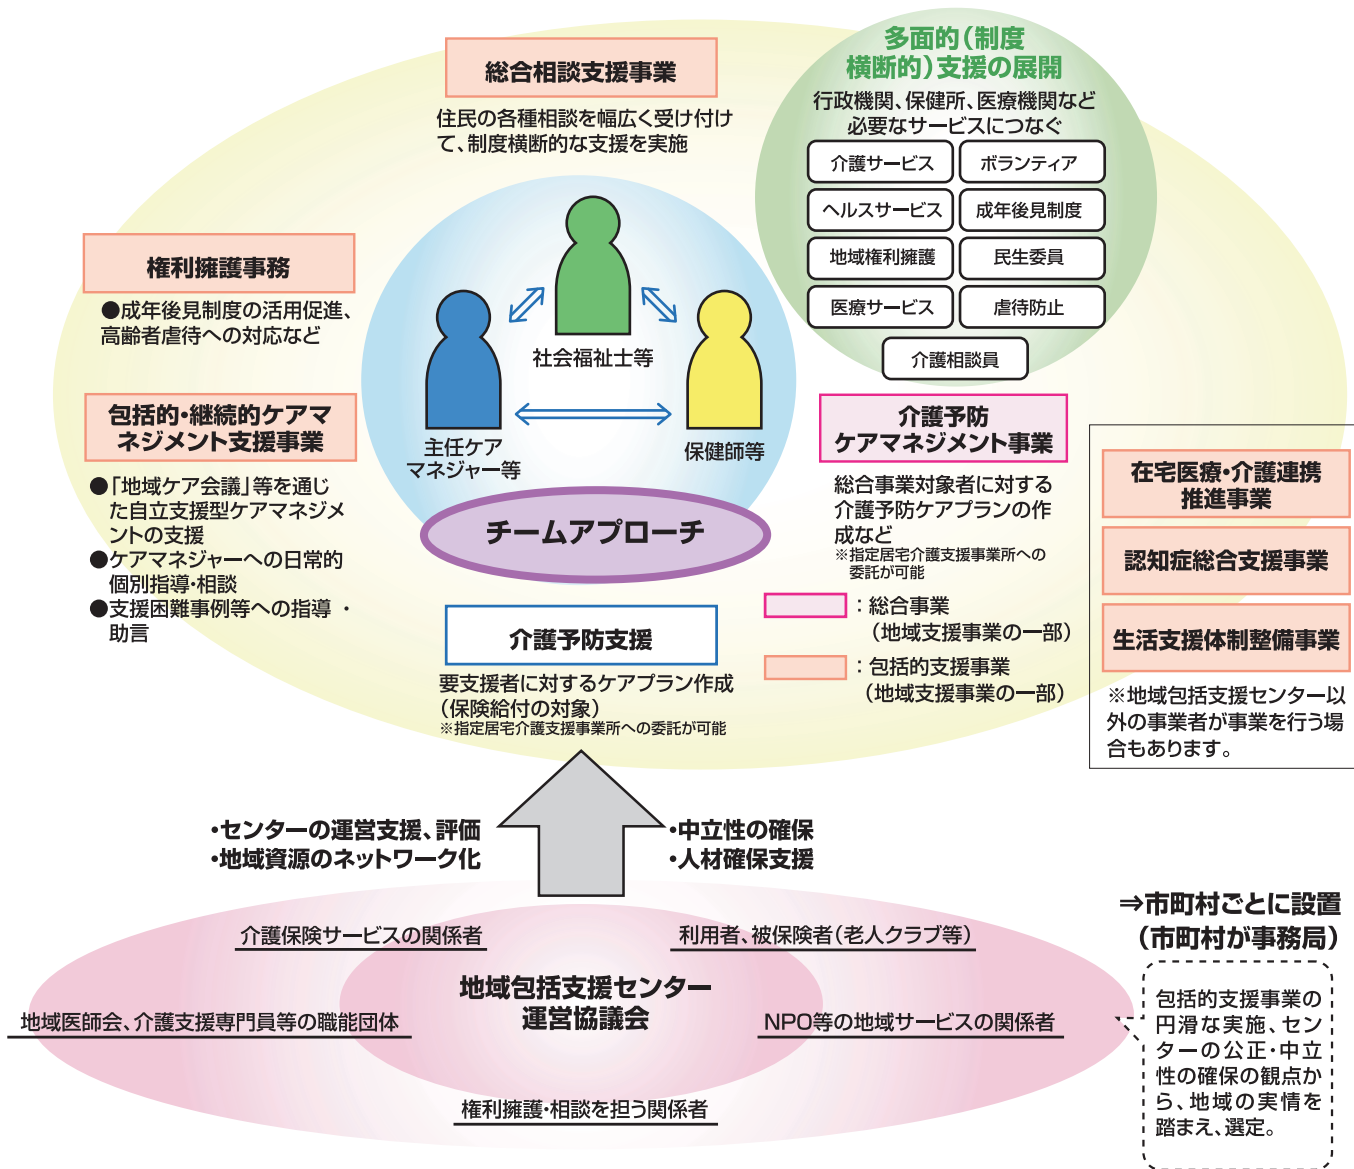 総合相談支援事業
住民の各種相談を幅広く受け付け
て、制度横断的な支援を実施
多面的(制度
横断的)支援の展開
行政機関、保健所、医療機関など
必要なサービスにつなぐ
介護サービス
ボランティア
ヘルスサービス
成年後見制度
地域権利擁護
民生委員
医療サービス
虐待防止
介護相談員
権利擁護事務
●成年後見制度の活用促進、
高齢者虐待への対応など
包括的・継続的ケアマ
ネジメント支援事業
●「地域ケア会議」等を通じ
た自立支援型ケアマネジメ
ントの支援
●ケアマネジャーへの日常的
個別指導・相談
●支援困難事例等への指導・
助言
社会福祉士等
主任ケア
マネジャー等
保健師等
チームアプローチ
介護予防
ケアマネジメント事業
総合事業対象者に対する
介護予防ケアプランの作
成など
※指定居宅介護支援事業所への
委託が可能
:総合事業
(地域支援事業の一部)
:包括的支援事業
(地域支援事業の一部)
介護予防支援
要支援者に対するケアプラン作成
(保険給付の対象)
※指定居宅介護支援事業所への委託が可能
在宅医療・介護連携
推進事業
認知症総合支援事業
生活支援体制整備事業
※地域包括支援センター以
外の事業者が事業を行う場
合もあります。
・センターの運営支援、評価
・地域資源のネットワーク化
・中立性の確保
・人材確保支援
介護保険サービスの関係者
利用者、被保険者(老人クラブ等)
地域包括支援センター
運営協議会
地域医師会、介護支援専門員等の職能団体
NPO等の地域サービスの関係者
権利擁護・相談を担う関係者
⇒市町村ごとに設置
(市町村が事務局)
包括的支援事業の
円滑な実施、セン
ターの公正・中立
性の確保の観点か
ら、地域の実情を
踏まえ、選定。